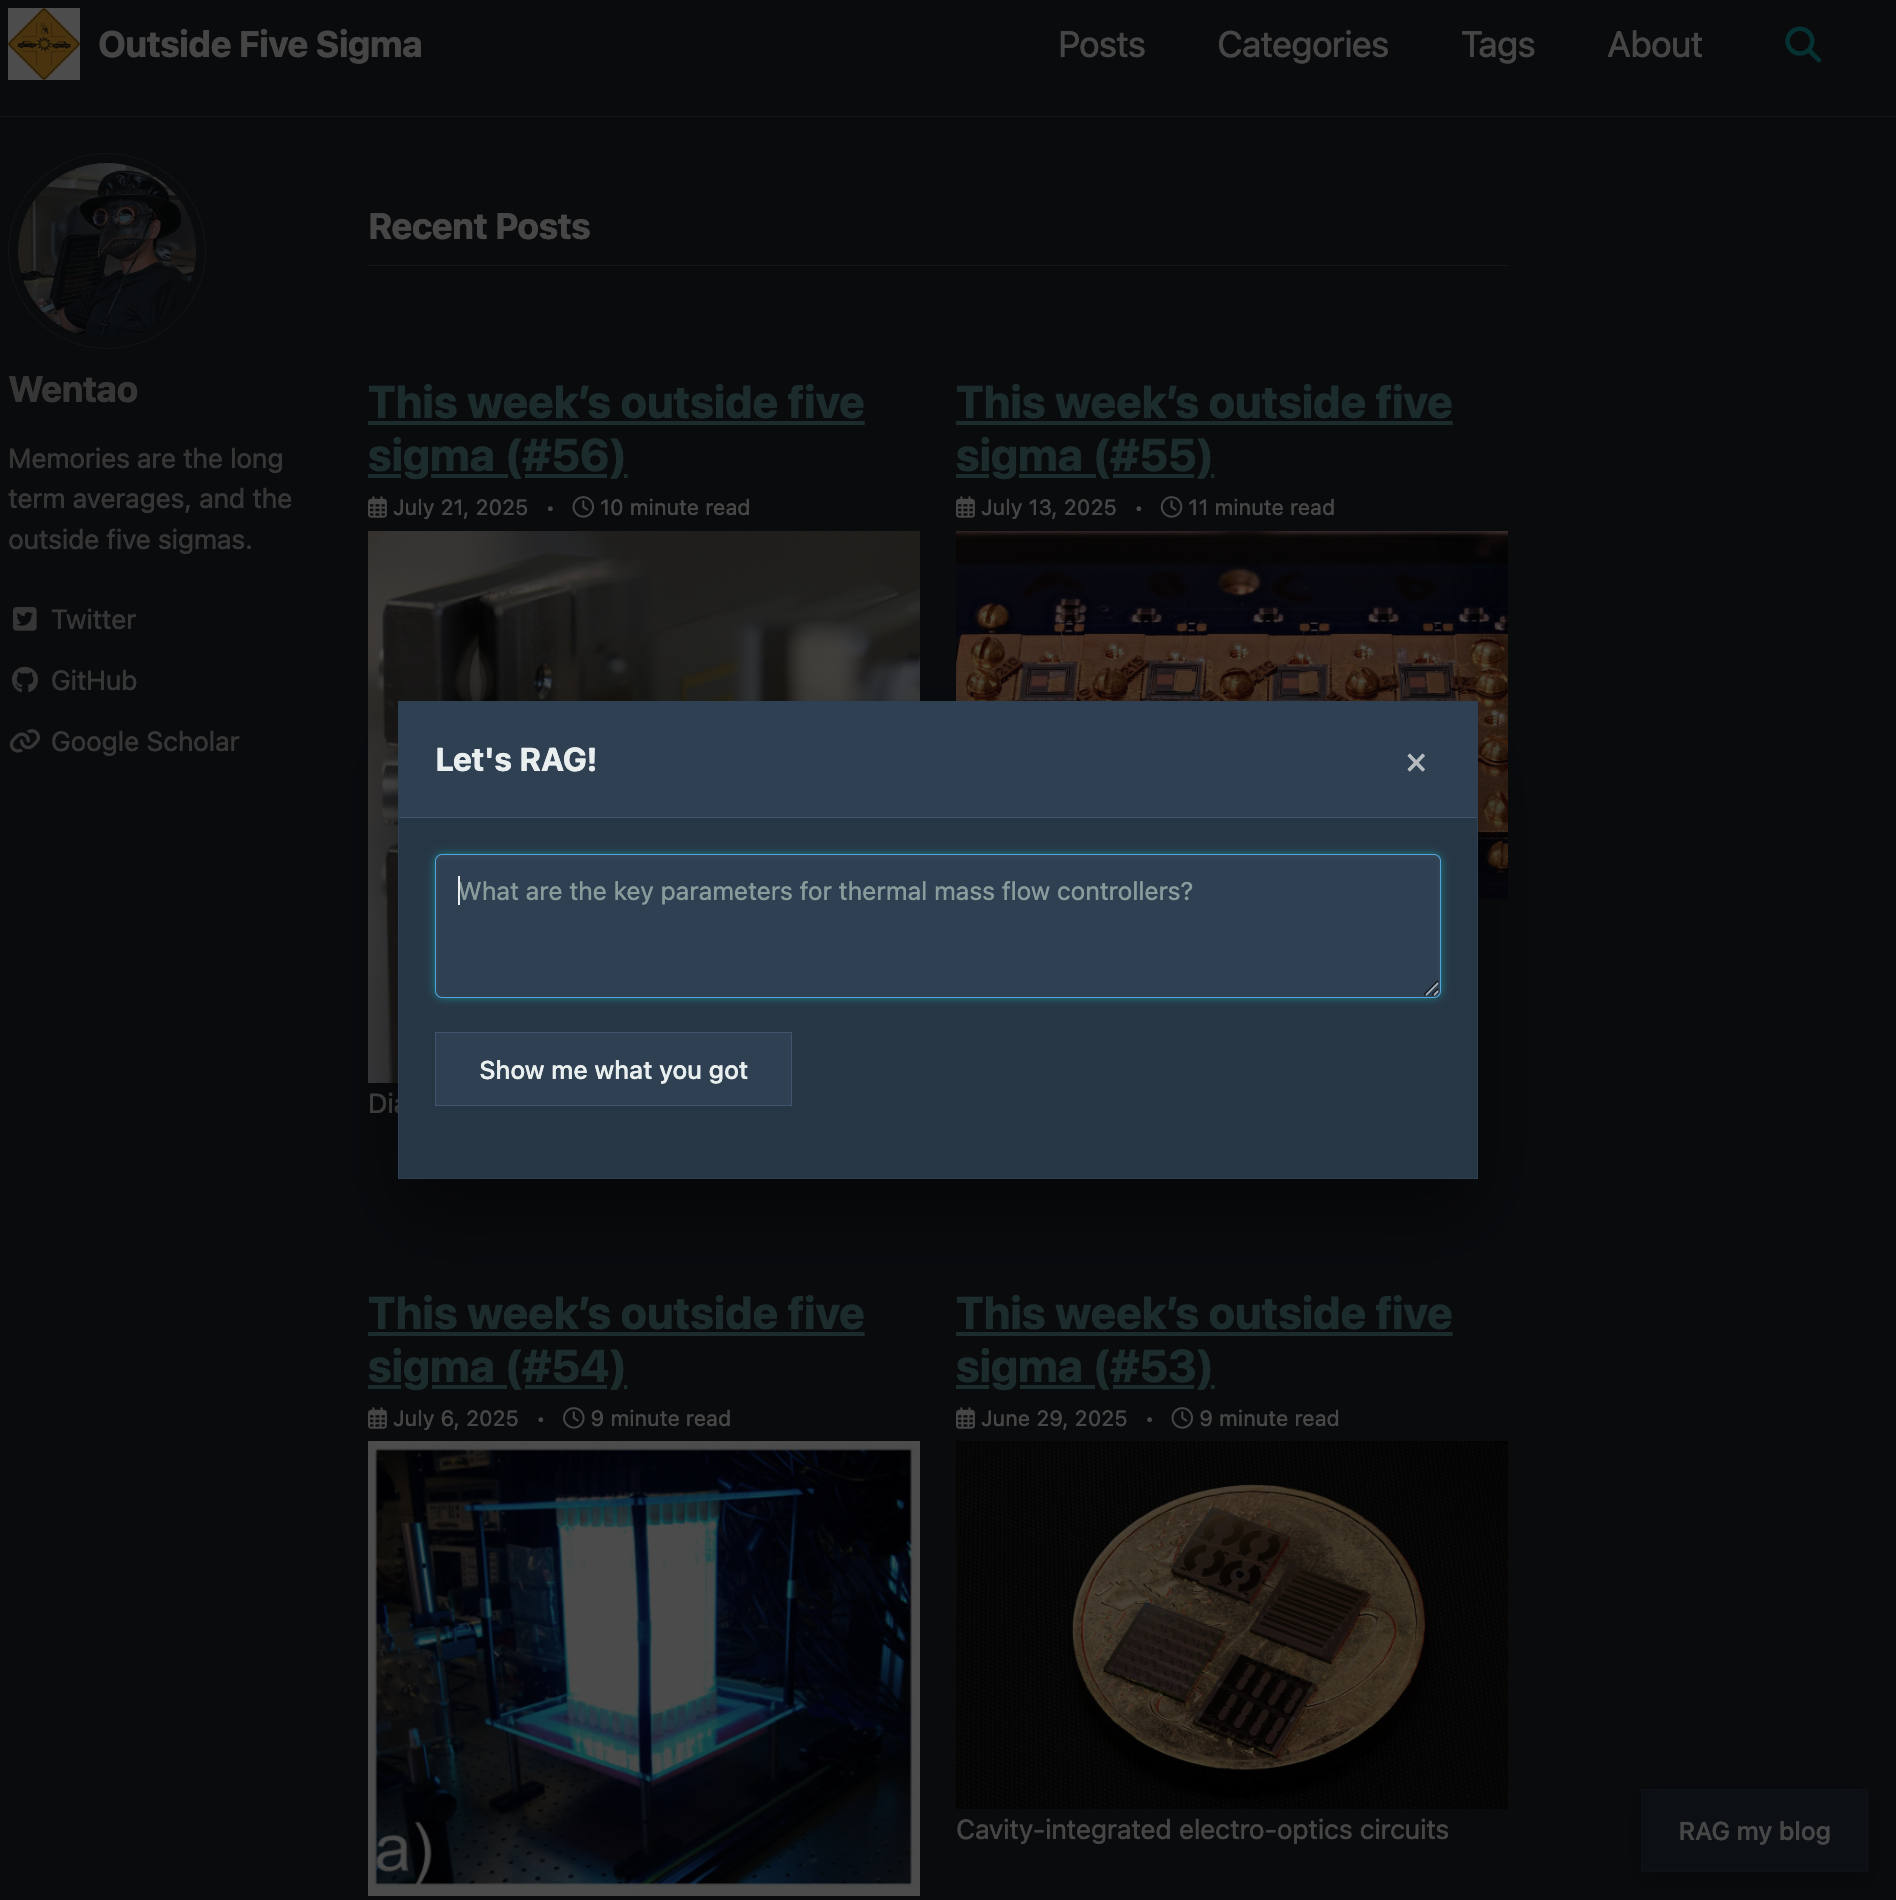 Outside Five Sigma
Posts
Categories
Tags
About
Wentao
Memories are the long
term averages, and the
outside five sigmas.
Twitter
GitHub
Google Scholar
Recent Posts
This week’s outside five
sigma (#56)
July 21, 2025 • 10 minute read
This week’s outside five
sigma (#55)
July 13, 2025 • 11 minute read
Let's RAG!
×
What are the key parameters for thermal mass flow controllers?
Show me what you got
This week’s outside five
sigma (#54)
July 6, 2025 • 9 minute read
a)
This week’s outside five
sigma (#53)
June 29, 2025 • 9 minute read
Cavity-integrated electro-optics circuits
RAG my blog